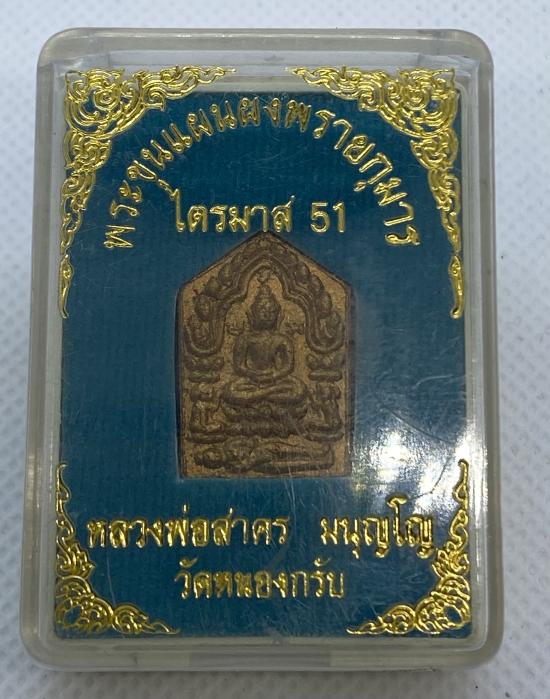 พระขุนแผนผงพรายกุมาร
ไตรมาส 51
หลวงพ่อสาคร มนุญโญ
วัดหนองกรับ